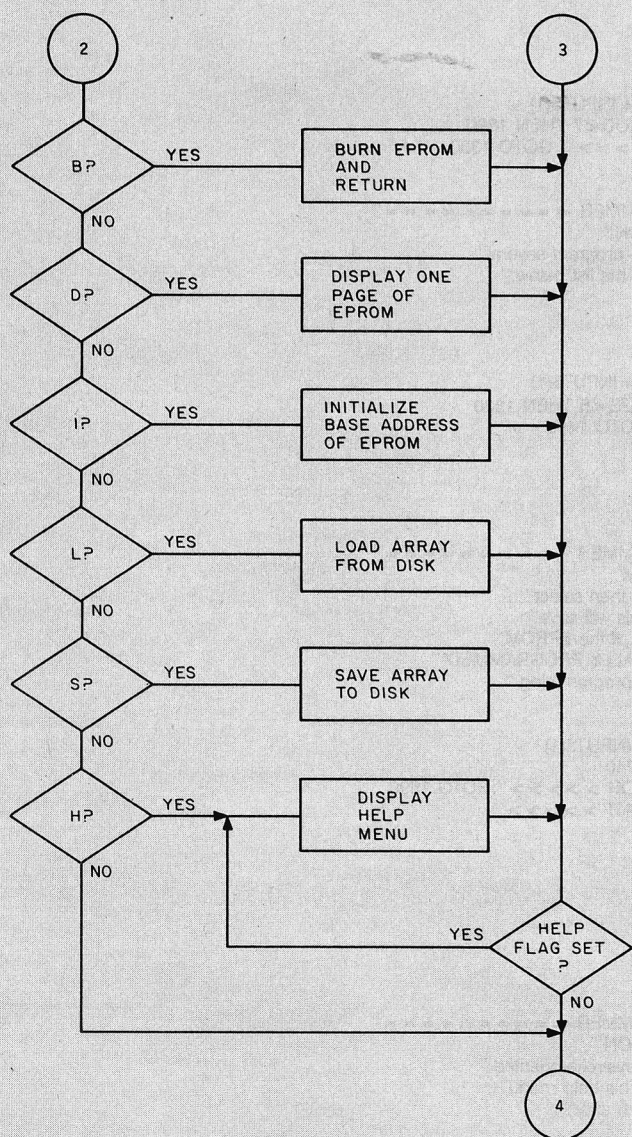 2
3
B?
YES
BURN EPROM
AND
RETURN
NO
D?
YES
DISPLAY ONE
PAGE OF
EPROM
NO
I?
YES
INITIALIZE
BASE ADDRESS
OF EPROM
NO
L?
YES
LOAD ARRAY
FROM DISK
NO
S?
YES
SAVE ARRAY
TO DISK
NO
H?
YES
DISPLAY
HELP
MENU
NO
YES
HELP
FLAG SET
?
NO
4